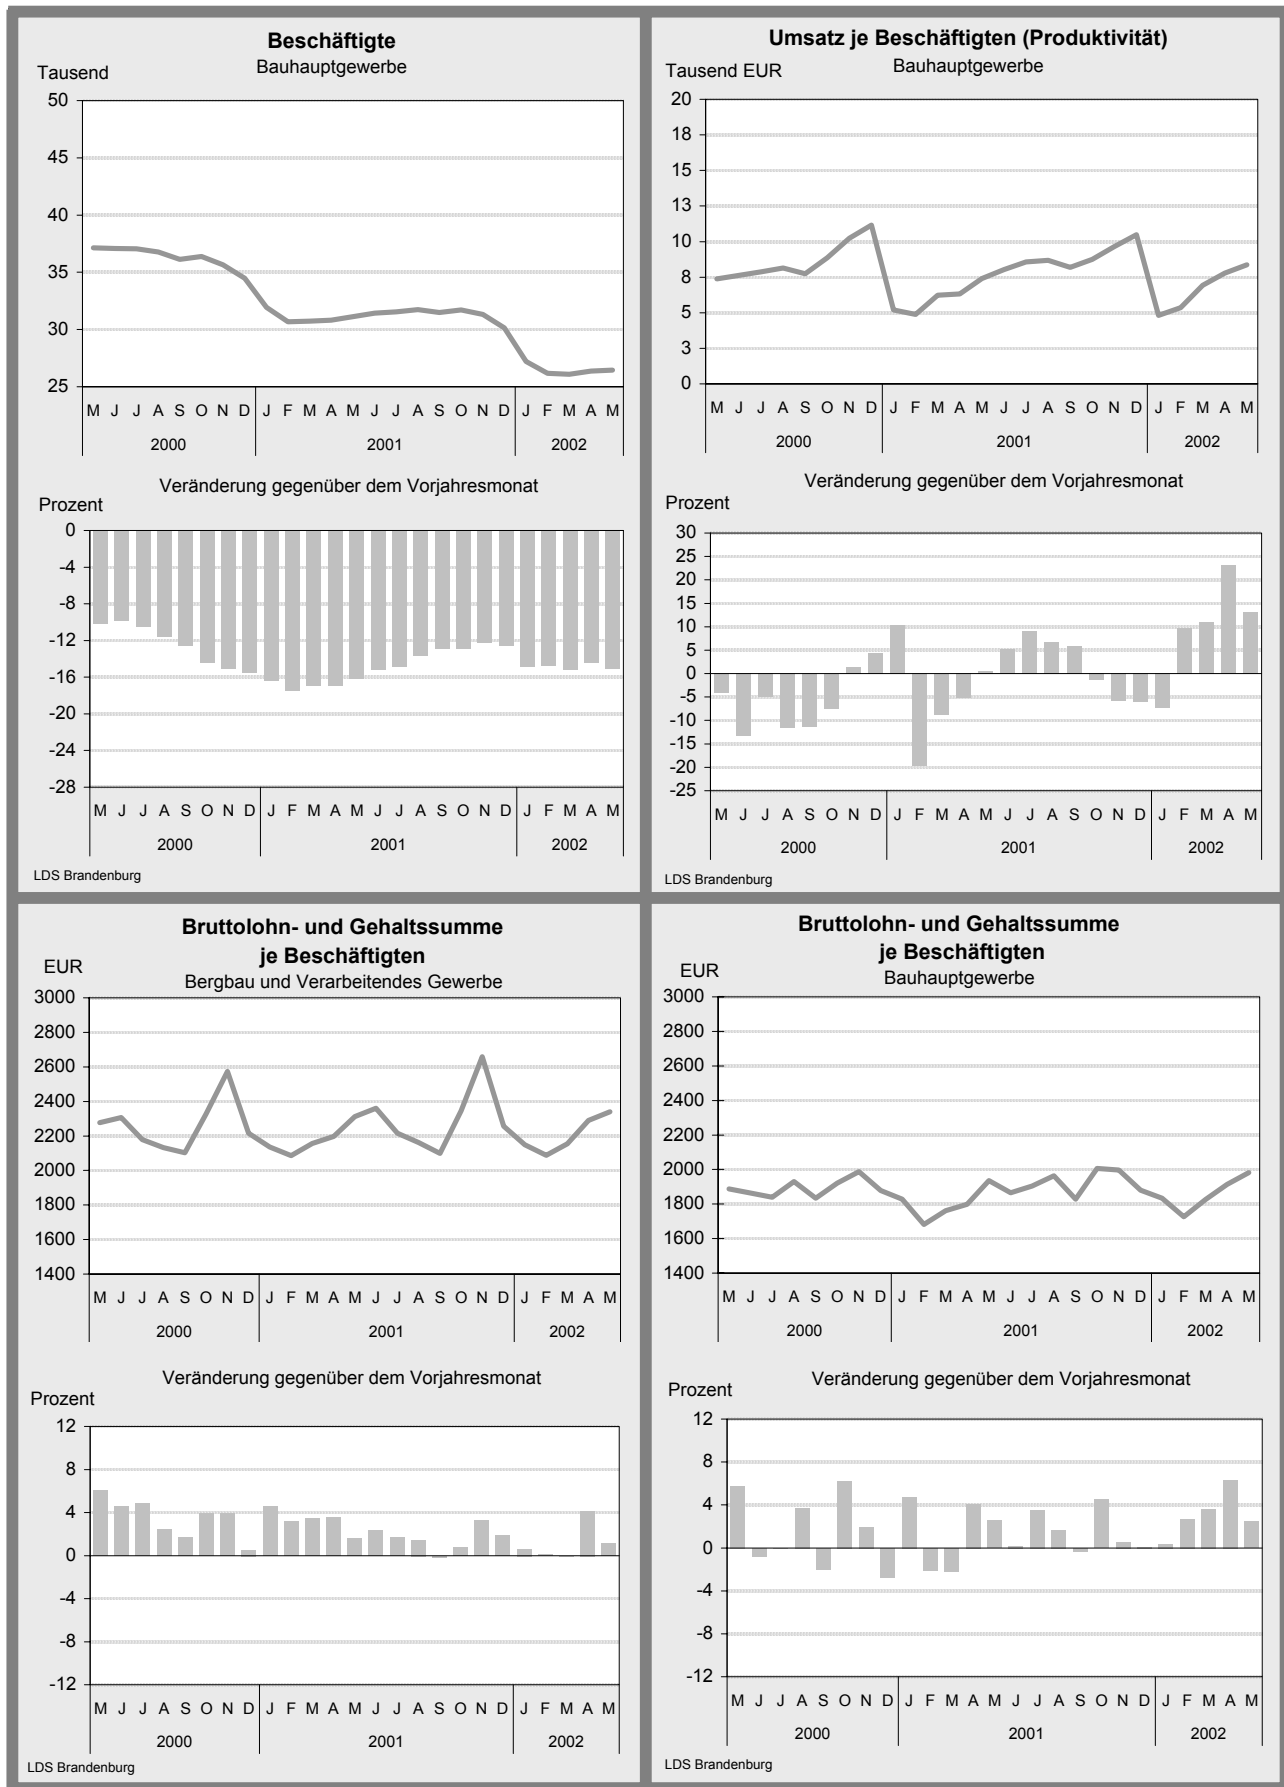 Beschäftigte
Bauhauptgewerbe
Tausend
50
45
40
35
30
25
M J J A S O N D J F M A M J J A S O N D J F M A M
2000 2001 2002
Veränderung gegenüber dem Vorjahresmonat
Prozent
0
-4
-8
-12
-16
-20
-24
-28
M J J A S O N D J F M A M J J A S O N D J F M A M
2000 2001 2002
LDS Brandenburg
Umsatz je Beschäftigten (Produktivität)
Bauhauptgewerbe
Tausend EUR
20
18
15
13
10
8
5
3
0
M J J A S O N D J F M A M J J A S O N D J F M A M
2000 2001 2002
Veränderung gegenüber dem Vorjahresmonat
Prozent
30
25
20
15
10
5
0
-5
-10
-15
-20
-25
M J J A S O N D J F M A M J J A S O N D J F M A M
2000 2001 2002
LDS Brandenburg
Bruttolohn- und Gehaltssumme
je Beschäftigten
EUR
Bergbau und Verarbeitendes Gewerbe
3000
2800
2600
2400
2200
2000
1800
1600
1400
M J J A S O N D J F M A M J J A S O N D J F M A M
2000 2001 2002
Veränderung gegenüber dem Vorjahresmonat
Prozent
12
8
4
0
-4
-8
-12
M J J A S O N D J F M A M J J A S O N D J F M A M
2000 2001 2002
LDS Brandenburg
Bruttolohn- und Gehaltssumme
je Beschäftigten
EUR
Bauhauptgewerbe
3000
2800
2600
2400
2200
2000
1800
1600
1400
M J J A S O N D J F M A M J J A S O N D J F M A M
2000 2001 2002
Veränderung gegenüber dem Vorjahresmonat
Prozent
12
8
4
0
-4
-8
-12
M J J A S O N D J F M A M J J A S O N D J F M A M
2000 2001 2002
LDS Brandenburg